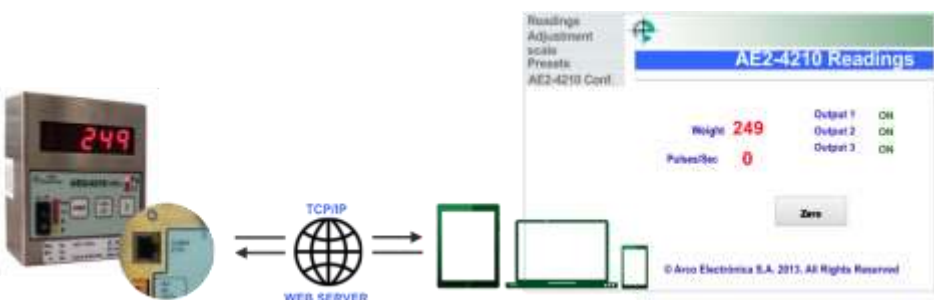 249
TCP/IP
WEB SERVER
Readings
Adjustment
scale
Presets
AE2-4210 Conf.
AE2-4210 Readings
Weight 249
Pulses/Sec 0
Output 1 ON
Output 2 ON
Output 3 ON
Zero
© Arco Electrónica S.A. 2013. All Rights Reserved